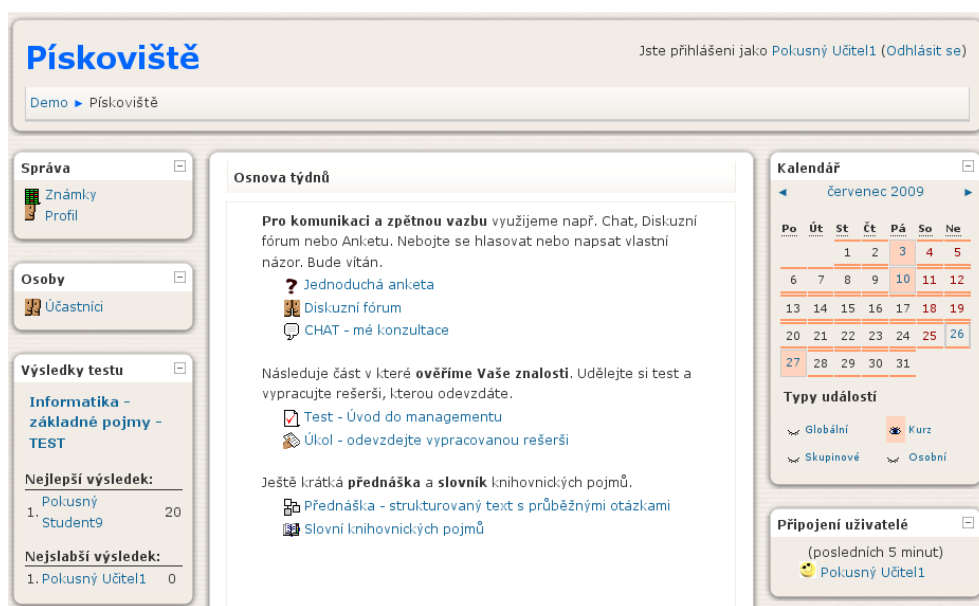 Pískoviště
Jste přihlášeni jako Pokusný Učitel1 (Odhlásit se)
Demo ► Pískoviště
Správa
Známky
Profil
Osoby
Účastníci
Výsledky testu
Informatika -
základné pojmy -
TEST
Nejlepší výsledek:
1. Pokusný
Student9 20
Nejslabší výsledek:
1. Pokusný Učitel1 0
Osnova týdnů
Pro komunikaci a zpětnou vazbu využijeme např. Chat, Diskuzní
fórum nebo Anketu. Nebojte se hlasovat nebo napsat vlastní
názor. Bude vítán.
Jednoduchá anketa
Diskuzní fórum
CHAT - mé konzultace
Následuje část v které ověříme Vaše znalosti. Udělejte si test a
vypracujte rešerši, kterou odevzdáte.
Test - Úvod do managementu
Úkol - odevzdejte vypracovanou rešerši
Ještě krátká přednáška a slovník knihovnických pojmů.
Přednáška - strukturovaný text s průběžnými otázkami
Slovní knihovnických pojmů
Kalendář
◄ červenec 2009 ►
Po Út St Čt Pá So Ne
1 2 3 4 5
6 7 8 9 10 11 12
13 14 15 16 17 18 19
20 21 22 23 24 25 26
27 28 29 30 31
Typy událostí
Globální Kurz
Skupinové Osobní
Připojení uživatelé
(posledních 5 minut)
Pokusný Učitel1